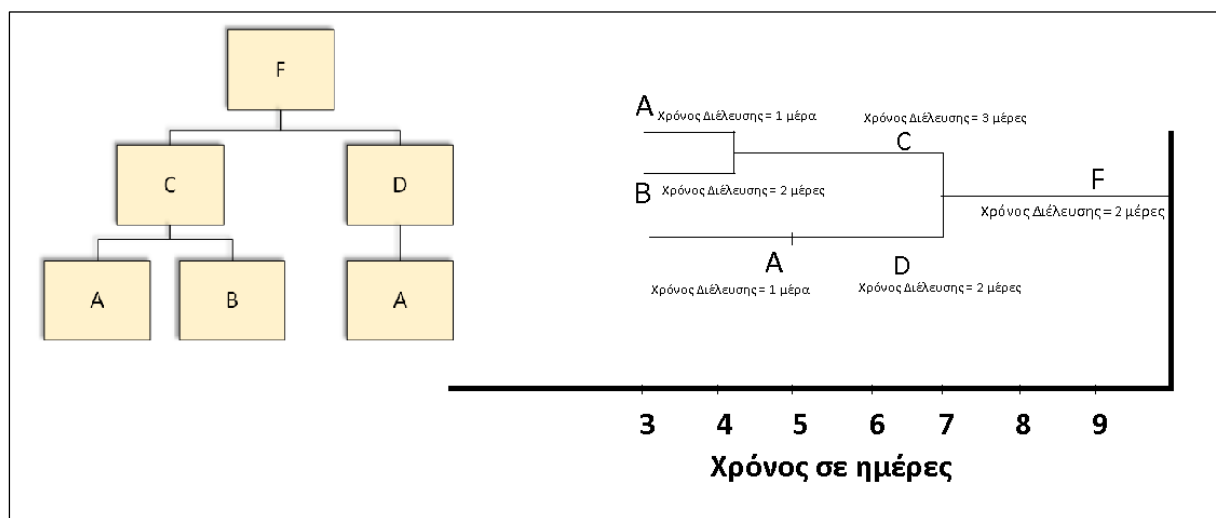 F
C
D
A
B
A
A
Χρόνος Διέλευσης = 1 μέρα
Χρόνος Διέλευσης = 3 μέρες
C
B
Χρόνος Διέλευσης = 2 μέρες
F
Χρόνος Διέλευσης = 2 μέρες
A
D
Χρόνος Διέλευσης = 1 μέρα
Χρόνος Διέλευσης = 2 μέρες
3 4 5 6 7 8 9
Χρόνος σε ημέρες